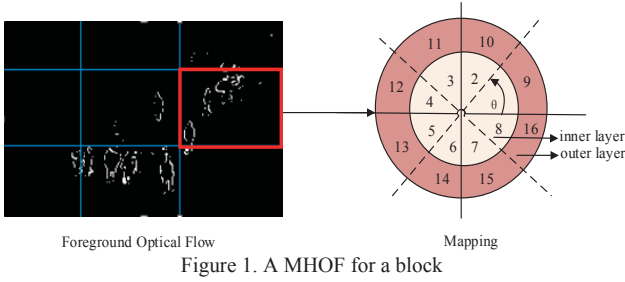 11 10
12 3 2 9
4 θ
5 8 16
inner layer
13 6 7
outer layer
14 15
Foreground Optical Flow
Mapping
Figure 1. A MHOF for a block